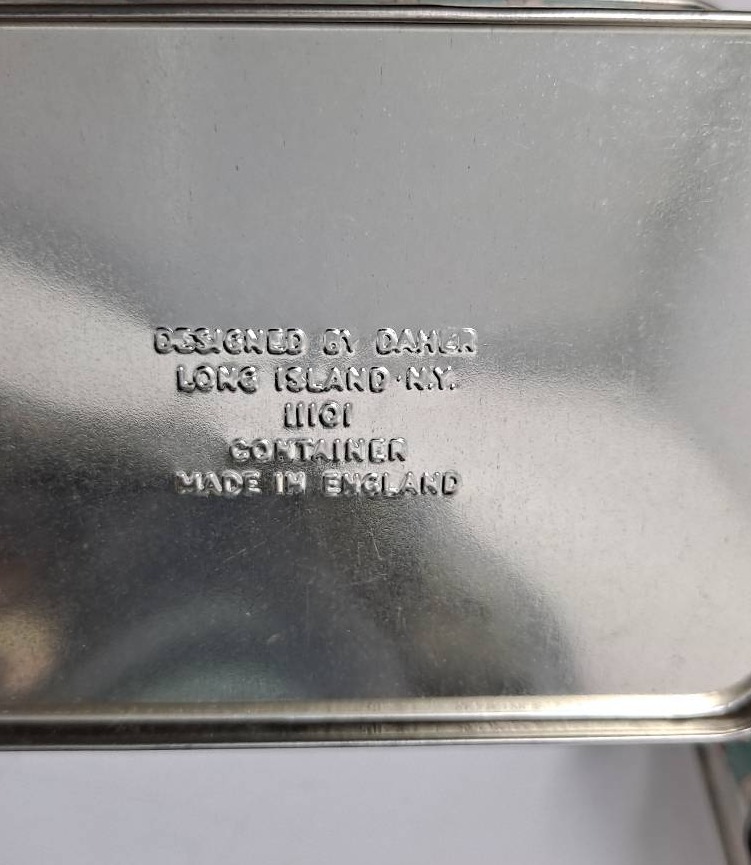 DESIGNED BY DAHER
LONG ISLAND·N.Y.
11101
CONTAINER
MADE IN ENGLAND